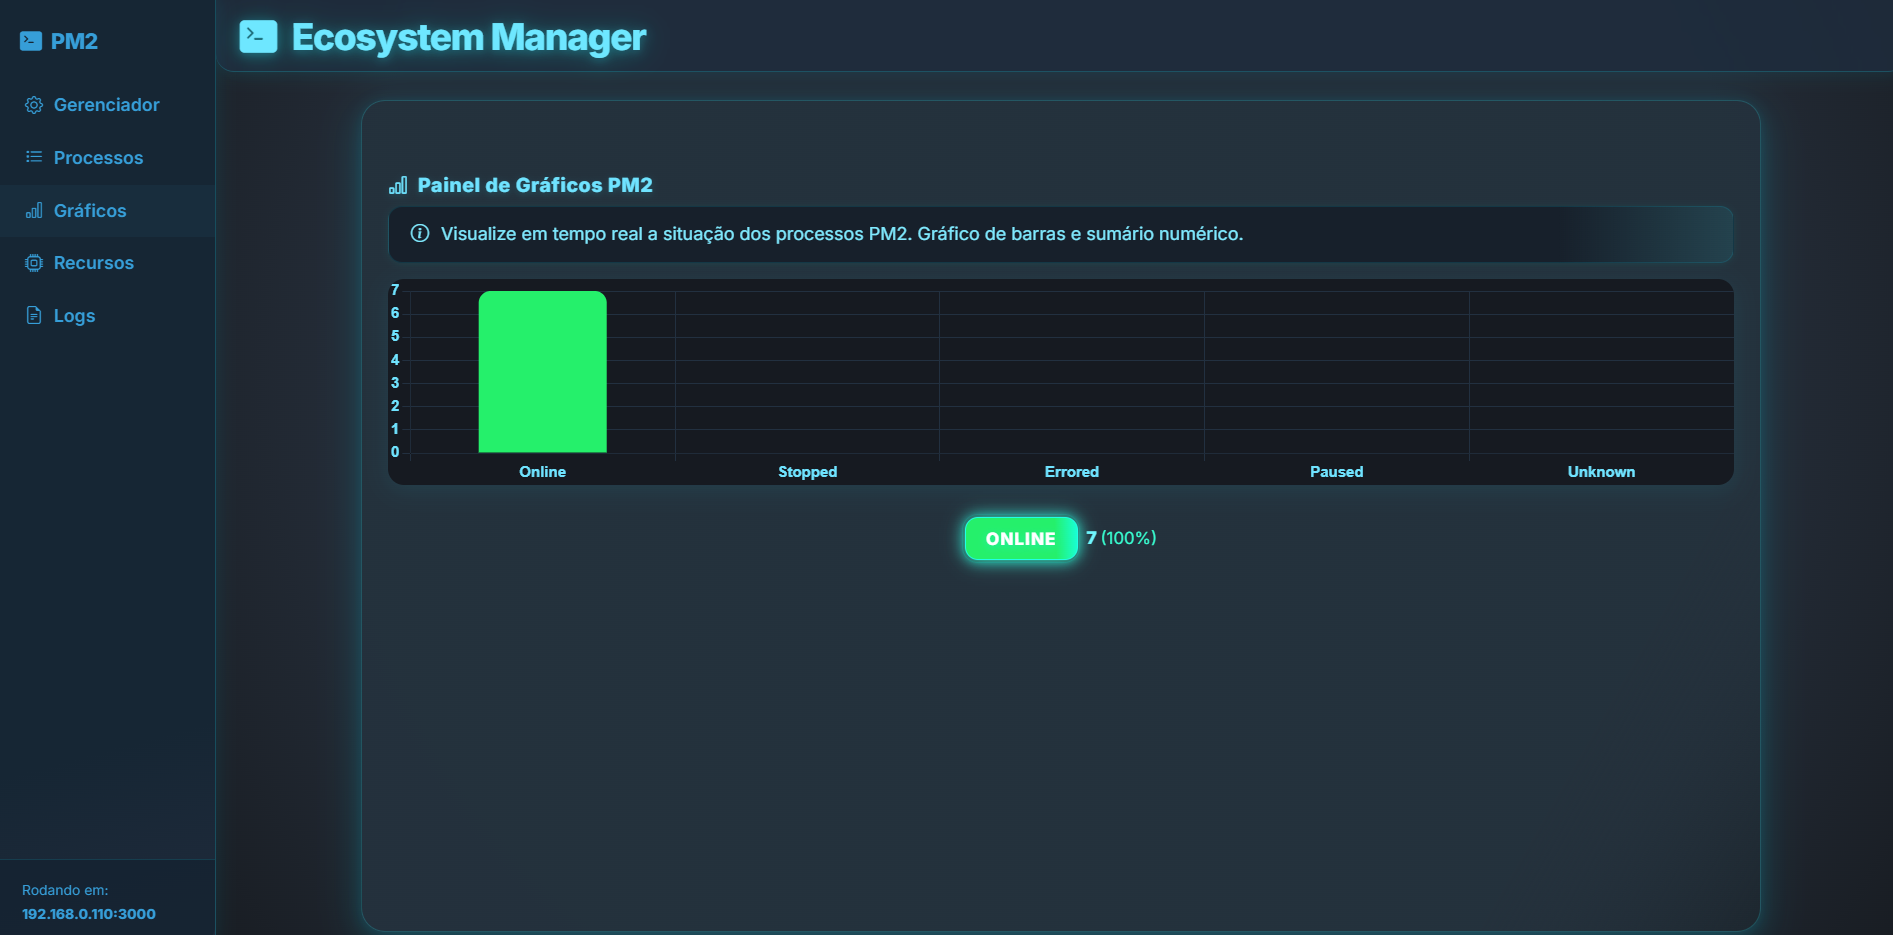 PM2
Gerenciador
Processos
Gráficos
Recursos
Logs
Rodando em:
192.168.0.110:3000
Ecosystem Manager
Painel de Gráficos PM2
Visualize em tempo real a situação dos processos PM2. Gráfico de barras e sumário numérico.
7
6
5
4
3
2
1
0
Online Stopped Errored Paused Unknown
ONLINE 7 (100%)